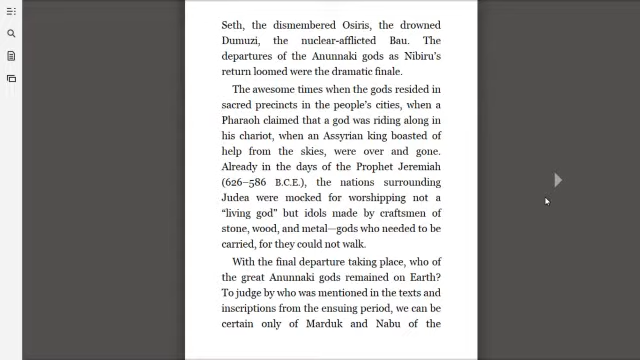 Seth, the dismembered Osiris, the drowned
Dumuzi, the nuclear-afflicted Bau. The
departures of the Anunnaki gods as Nibiru's
return loomed were the dramatic finale.
The awesome times when the gods resided in
sacred precincts in the people's cities, when a
Pharaoh claimed that a god was riding along in
his chariot, when an Assyrian king boasted of
help from the skies, were over and gone.
Already in the days of the Prophet Jeremiah
(626–586 B.C.E.), the nations surrounding
Judea were mocked for worshipping not a
“living god” but idols made by craftsmen of
stone, wood, and metal—gods who needed to be
carried, for they could not walk.
With the final departure taking place, who of
the great Anunnaki gods remained on Earth?
To judge by who was mentioned in the texts and
inscriptions from the ensuing period, we can be
certain only of Marduk and Nabu of the